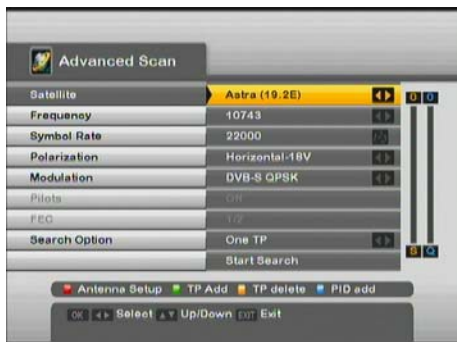 Advanced Scan
Satellite Astra (19.2E)
Frequency 10743
Symbol Rate 22000
Polarization Horizontal-18V
Modulation DVB-S QPSK
Pilots Off
FEC 1/2
Search Option One TP
Start Search
0 0
S Q
Antenna Setup TP Add TP delete PID add
OK Select Up/Down EXIT Exit